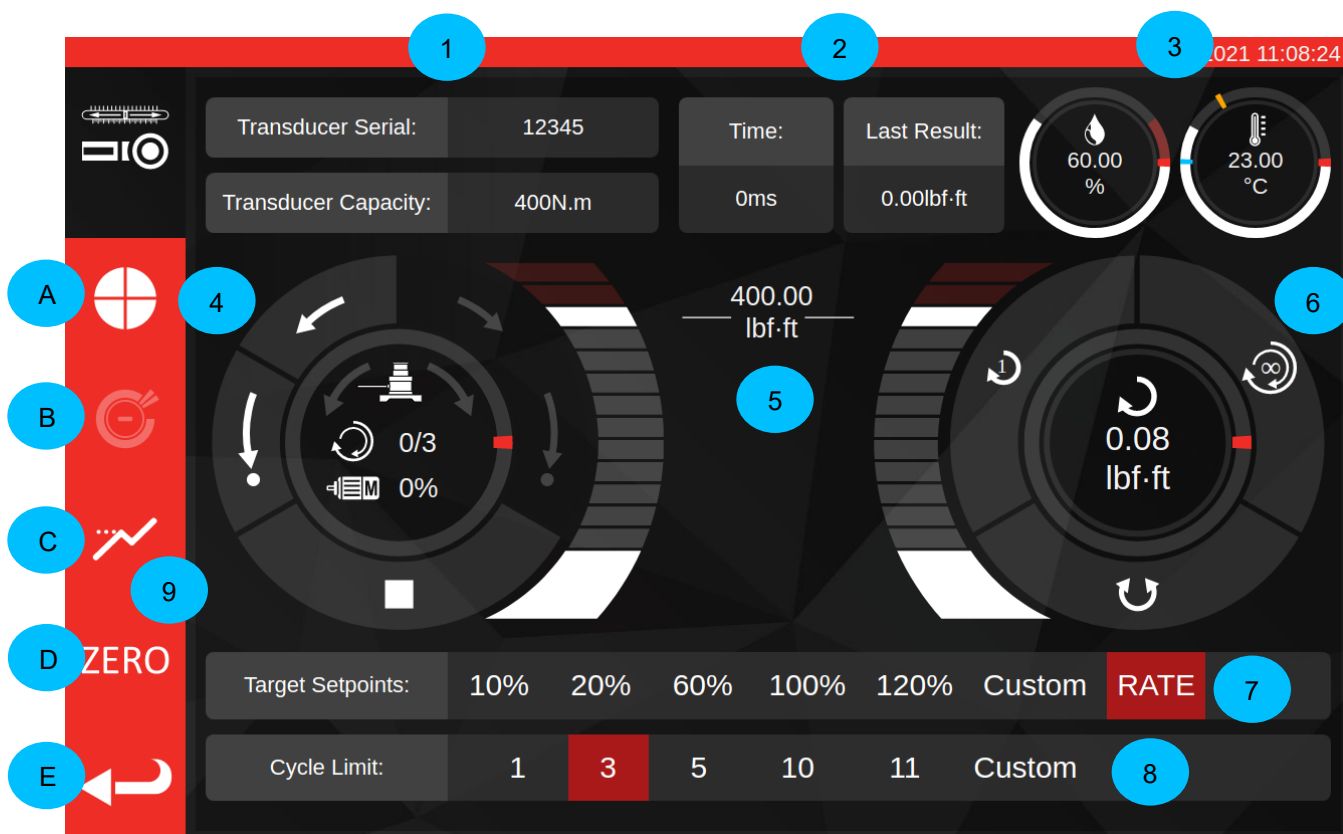 1
2
3
021 11:08:24
Transducer Serial:
12345
Time:
Last Result:
60.00
%
23.00
°C
Transducer Capacity:
400N.m
0ms
0.00lbf·ft
A
4
400.00
lbf·ft
6
1
∞
5
B
0/3
M
0%
0.08
lbf·ft
C
9
D
ZERO
Target Setpoints:
10%
20%
60%
100%
120%
Custom
RATE
7
E
Cycle Limit:
1
3
5
10
11
Custom
8